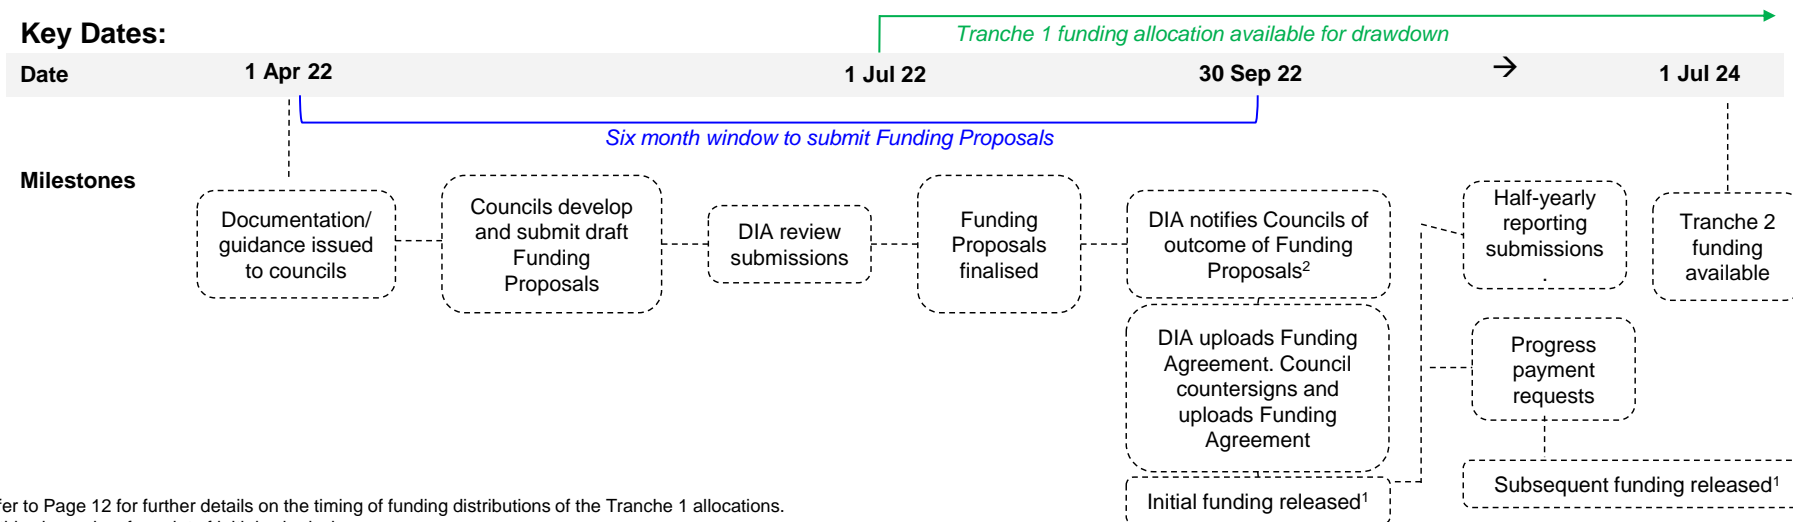 Key Dates:
Tranche 1 funding allocation available for drawdown
Date 1 Apr 22 1 Jul 22 30 Sep 22 → 1 Jul 24
Six month window to submit Funding Proposals
Milestones
Documentation/
guidance issued
to councils
Councils develop
and submit draft
Funding
Proposals
DIA review
submissions
Funding
Proposals
finalised
DIA notifies Councils of
outcome of Funding
Proposals²
DIA uploads Funding
Agreement. Council
countersigns and
uploads Funding
Agreement
Initial funding released¹
Half-yearly
reporting
submissions
.
Progress
payment
requests
Subsequent funding released¹
Tranche 2
funding
available
fer to Page 12 for further details on the timing of funding distributions of the Tranche 1 allocations.